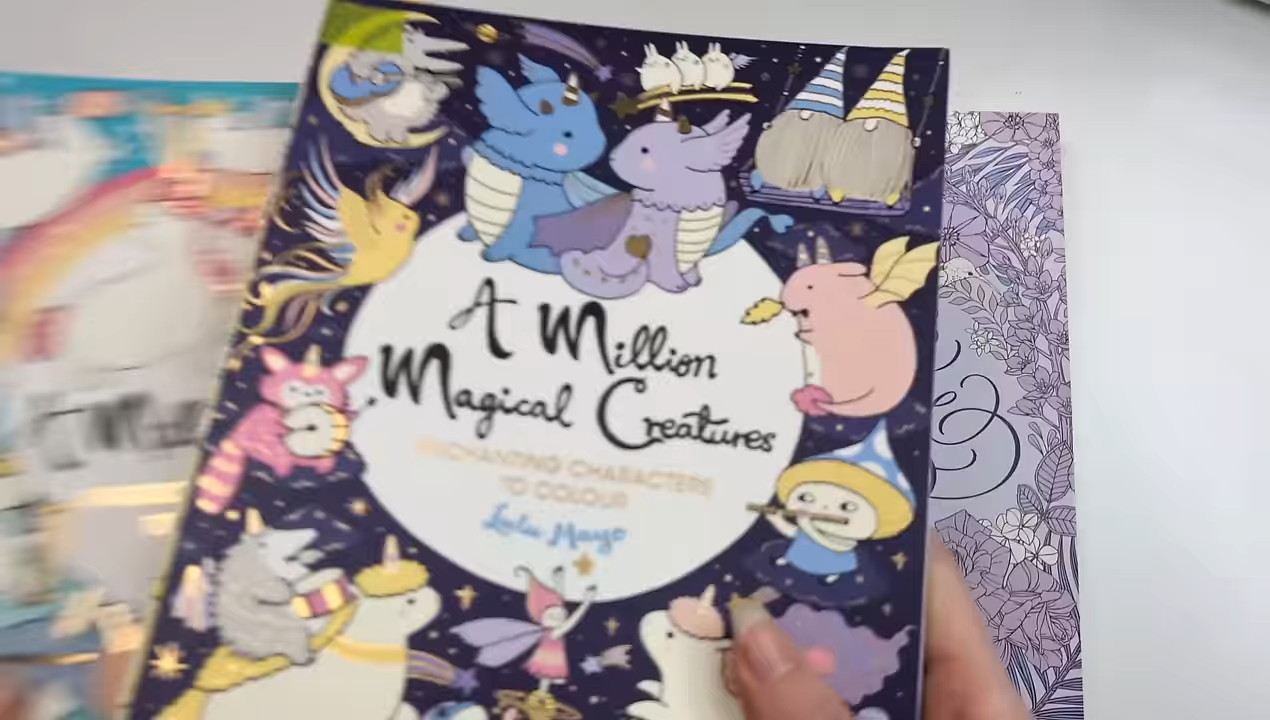 A Million
Magical Creatures
ENCHANTING CHARACTERS
TO COLOUR
Lulu Mayo